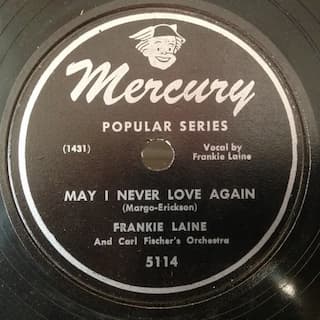 Mercury
POPULAR SERIES
(1431)
Vocal by
Frankie Laine
MAY I NEVER LOVE AGAIN
(Margo-Erickson)
FRANKIE LAINE
And Carl Fischer's Orchestra
5114